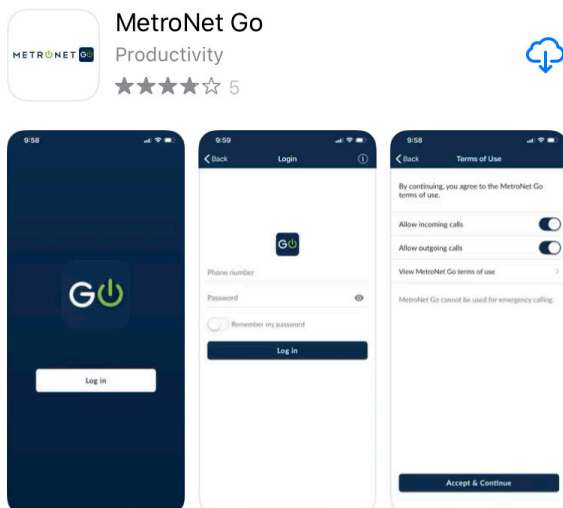 MetroNet Go
METRONET GO
Productivity
5
9:58
GO
Log in
9:59
Back
Login
GO
Phone number
Password
Remember my password
Log in
9:58
Back
Terms of Use
By continuing, you agree to the MetroNet Go
terms of use.
Allow incoming calls
Allow outgoing calls
View MetroNet Go terms of use
MetroNet Go cannot be used for emergency calling.
Accept & Continue